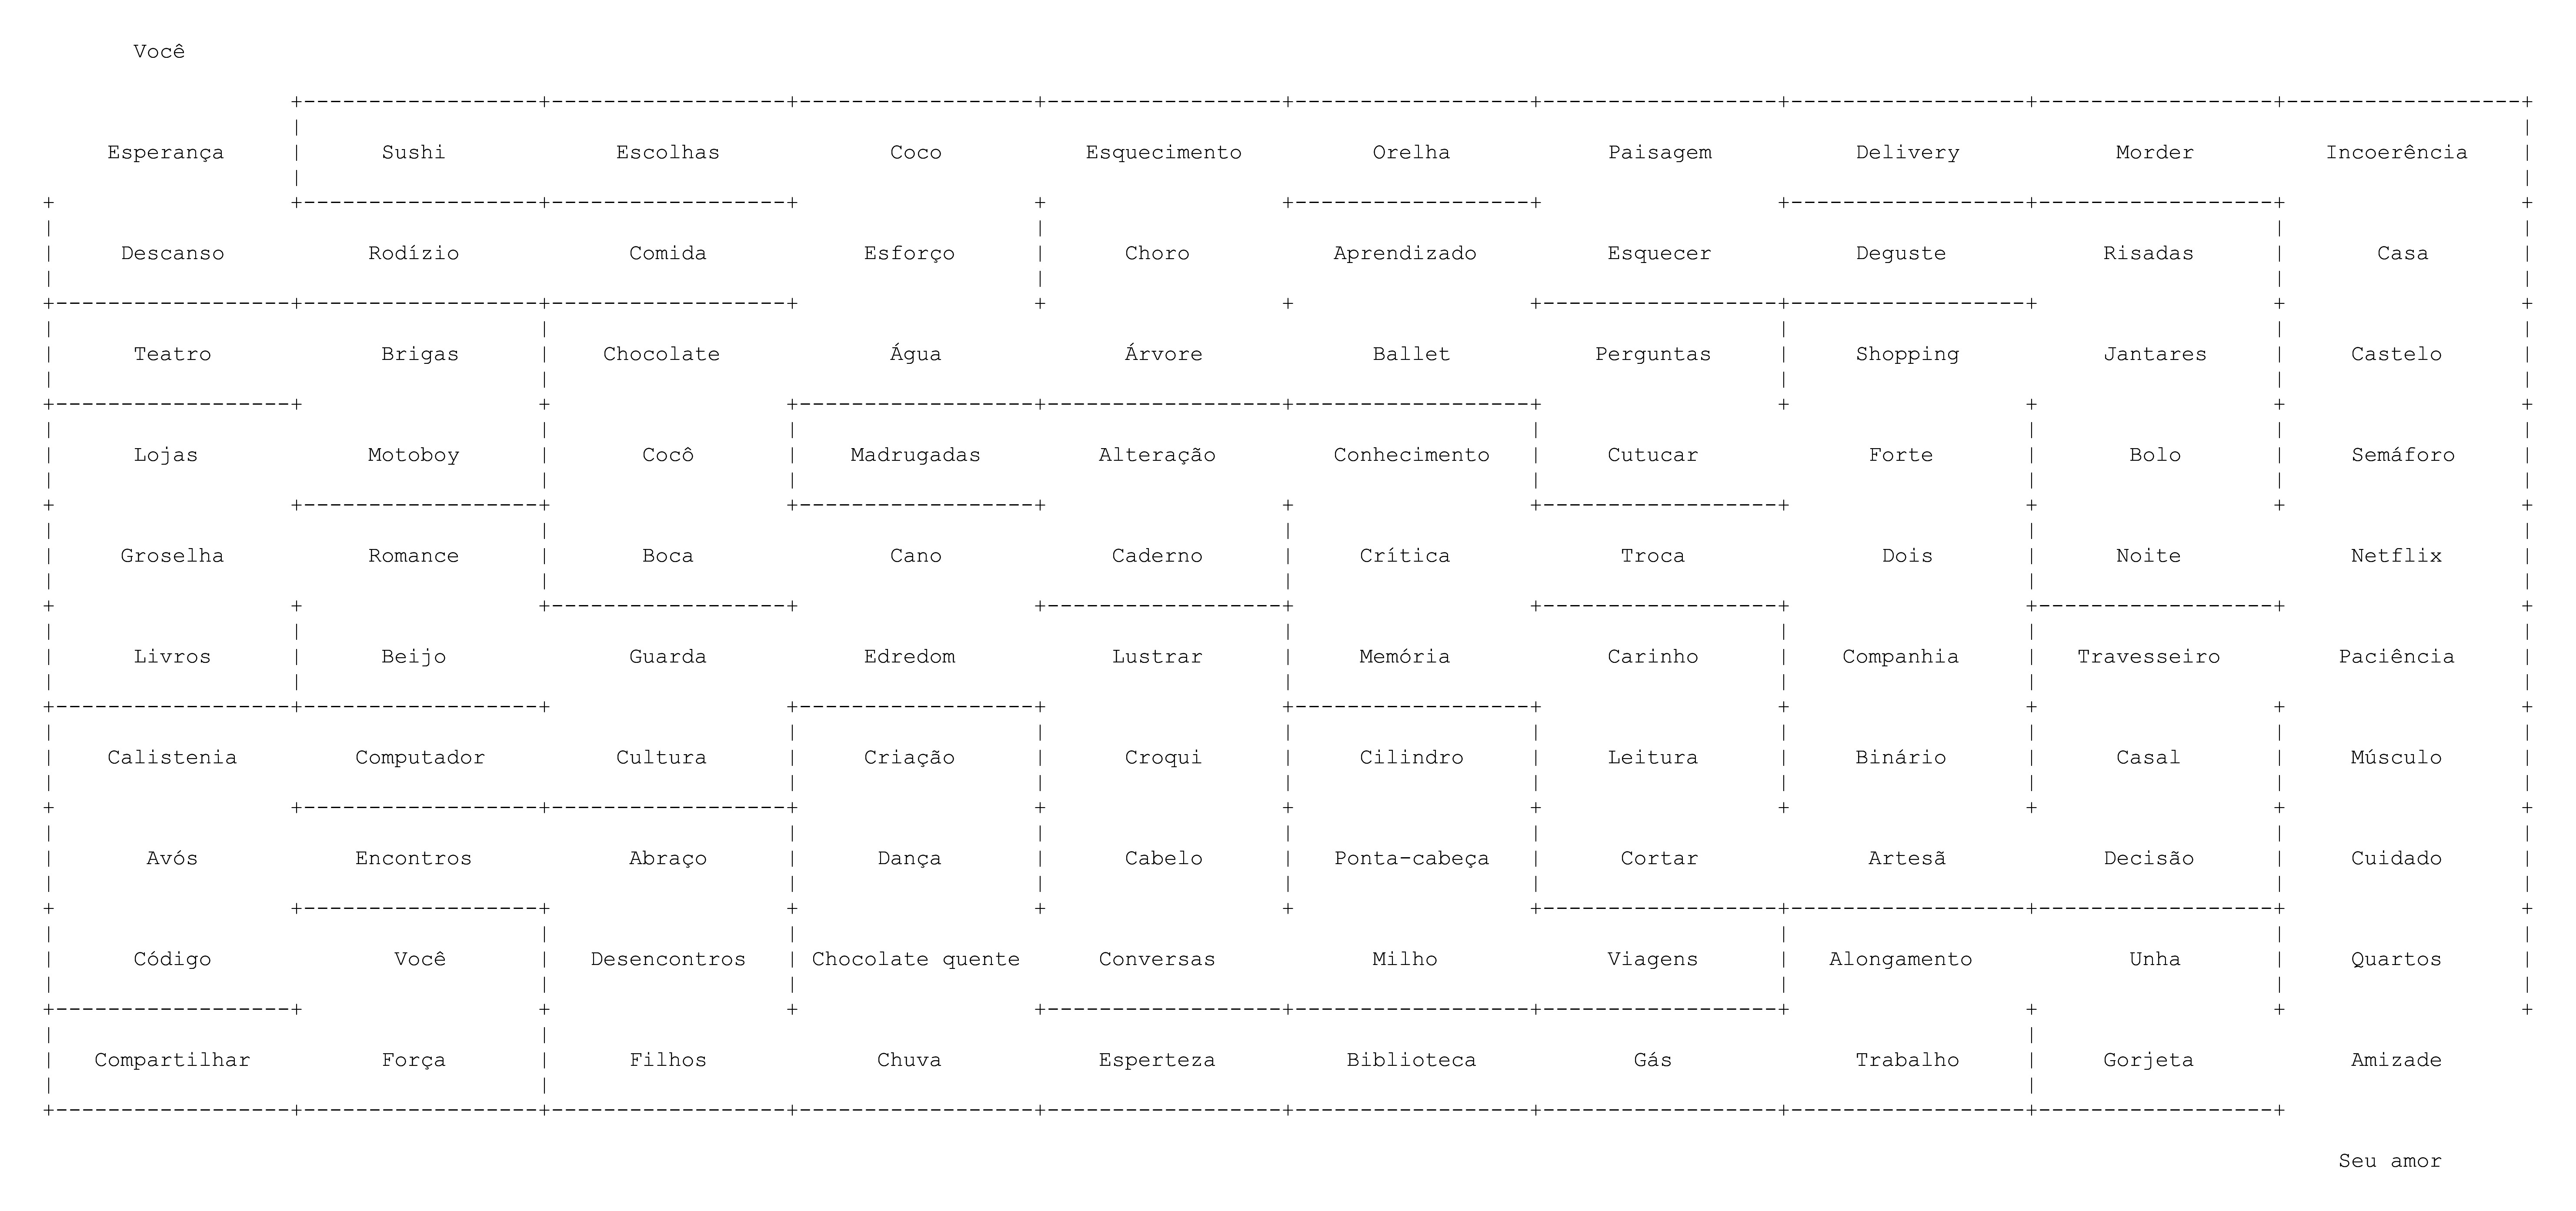 Você
Esperança Sushi Escolhas Coco Esquecimento Orelha Paisagem Delivery Morder Incoerência
Descanso Rodízio Comida Esforço Choro Aprendizado Esquecer Deguste Risadas Casa
Teatro Brigas Chocolate Água Árvore Ballet Perguntas Shopping Jantares Castelo
Lojas Motoboy Cocô Madrugadas Alteração Conhecimento Cutucar Forte Bolo Semáforo
Groselha Romance Boca Cano Caderno Crítica Troca Dois Noite Netflix
Livros Beijo Guarda Edredom Lustrar Memória Carinho Companhia Travesseiro Paciência
Calistenia Computador Cultura Criação Croqui Cilindro Leitura Binário Casal Músculo
Avós Encontros Abraço Dança Cabelo Ponta-cabeça Cortar Artesã Decisão Cuidado
Código Você Desencontros Chocolate quente Conversas Milho Viagens Alongamento Unha Quartos
Compartilhar Força Filhos Chuva Esperteza Biblioteca Gás Trabalho Gorjeta Amizade
Seu amor